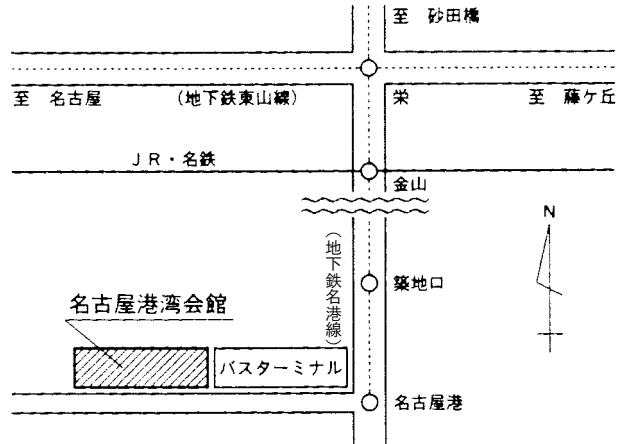 至 砂田橋
至 名古屋
(地下鉄東山線)
栄
至 藤ケ丘
JR・名鉄
金山
N
(地下鉄名港線)
築地口
名古屋港湾会館
バスターミナル
名古屋港